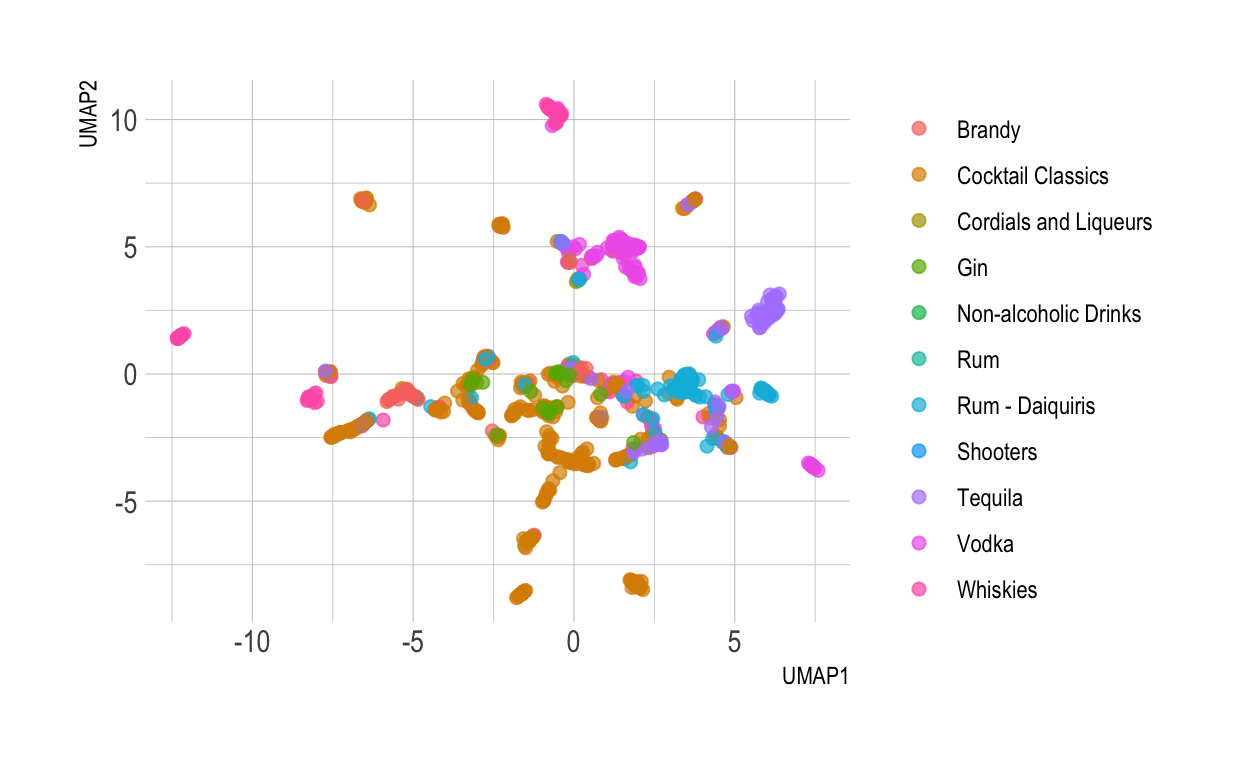 UMAP2
10
5
0
-5
-10
-5
0
5
UMAP1
Brandy
Cocktail Classics
Cordials and Liqueurs
Gin
Non-alcoholic Drinks
Rum
Rum - Daiquiris
Shooters
Tequila
Vodka
Whiskies